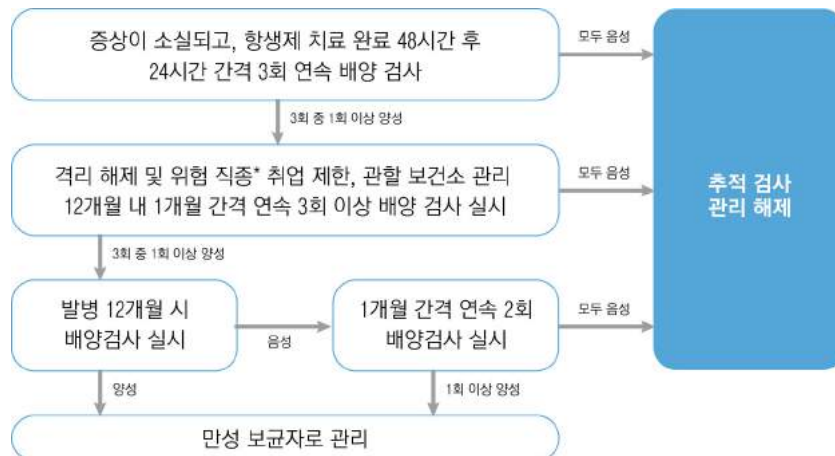 증상이 소실되고, 항생제 치료 완료 48시간 후
24시간 간격 3회 연속 배양 검사
모두 음성
3회 중 1회 이상 양성
격리 해제 및 위험 직종* 취업 제한, 관할 보건소 관리
12개월 내 1개월 간격 연속 3회 이상 배양 검사 실시
모두 음성
추적 검사
관리 해제
3회 중 1회 이상 양성
발병 12개월 시
배양검사 실시
음성
1개월 간격 연속 2회
배양검사 실시
모두 음성
양성
1회 이상 양성
만성 보균자로 관리